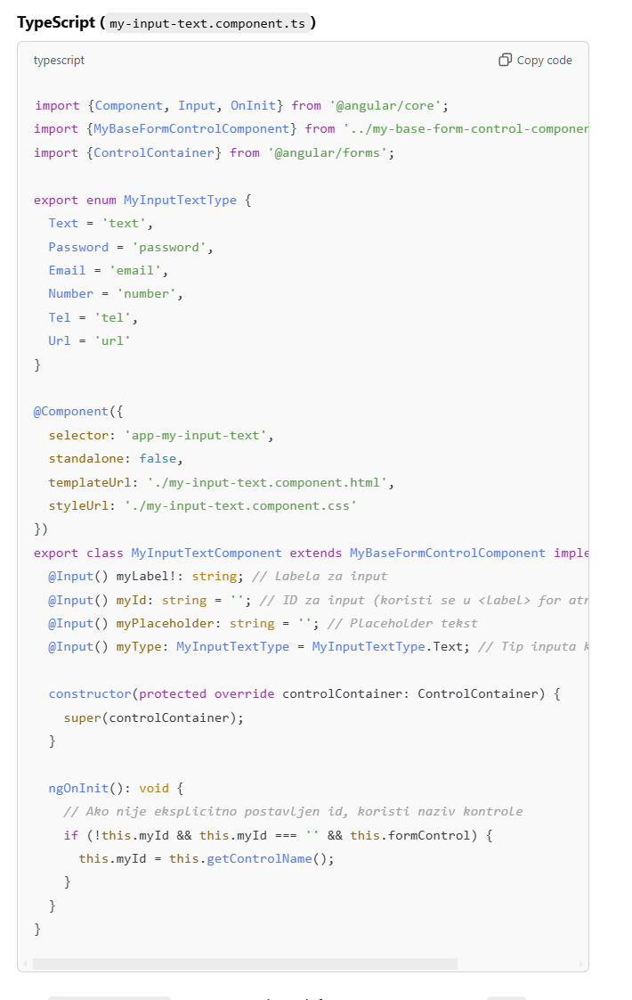 TypeScript (my-input-text.component.ts)
typescript
Copy code
import {Component, Input, OnInit} from '@angular/core';
import {MyBaseFormControlComponent} from '../my-base-form-control-componen
import {ControlContainer} from '@angular/forms';
export enum MyInputTextType {
Text = 'text',
Password = 'password',
Email = 'email',
Number = 'number',
Tel = 'tel',
Url = 'url'
}
@Component({
selector: 'app-my-input-text',
standalone: false,
templateUrl: './my-input-text.component.html',
styleUrl: './my-input-text.component.css'
})
export class MyInputTextComponent extends MyBaseFormControlComponent imple
@Input() myLabel!: string; // Labela za input
@Input() myId: string = ''; // ID za input (koristi se u <label> for atr
@Input() myPlaceholder: string = ''; // Placeholder tekst
@Input() myType: MyInputTextType = MyInputTextType.Text; // Tip inputa k
constructor(protected override controlContainer: ControlContainer) {
super(controlContainer);
}
ngOnInit(): void {
// Ako nije eksplicitno postavljen id, koristi naziv kontrole
if (!this.myId && this.myId === '' && this.formControl) {
this.myId = this.getControlName();
}
}
}